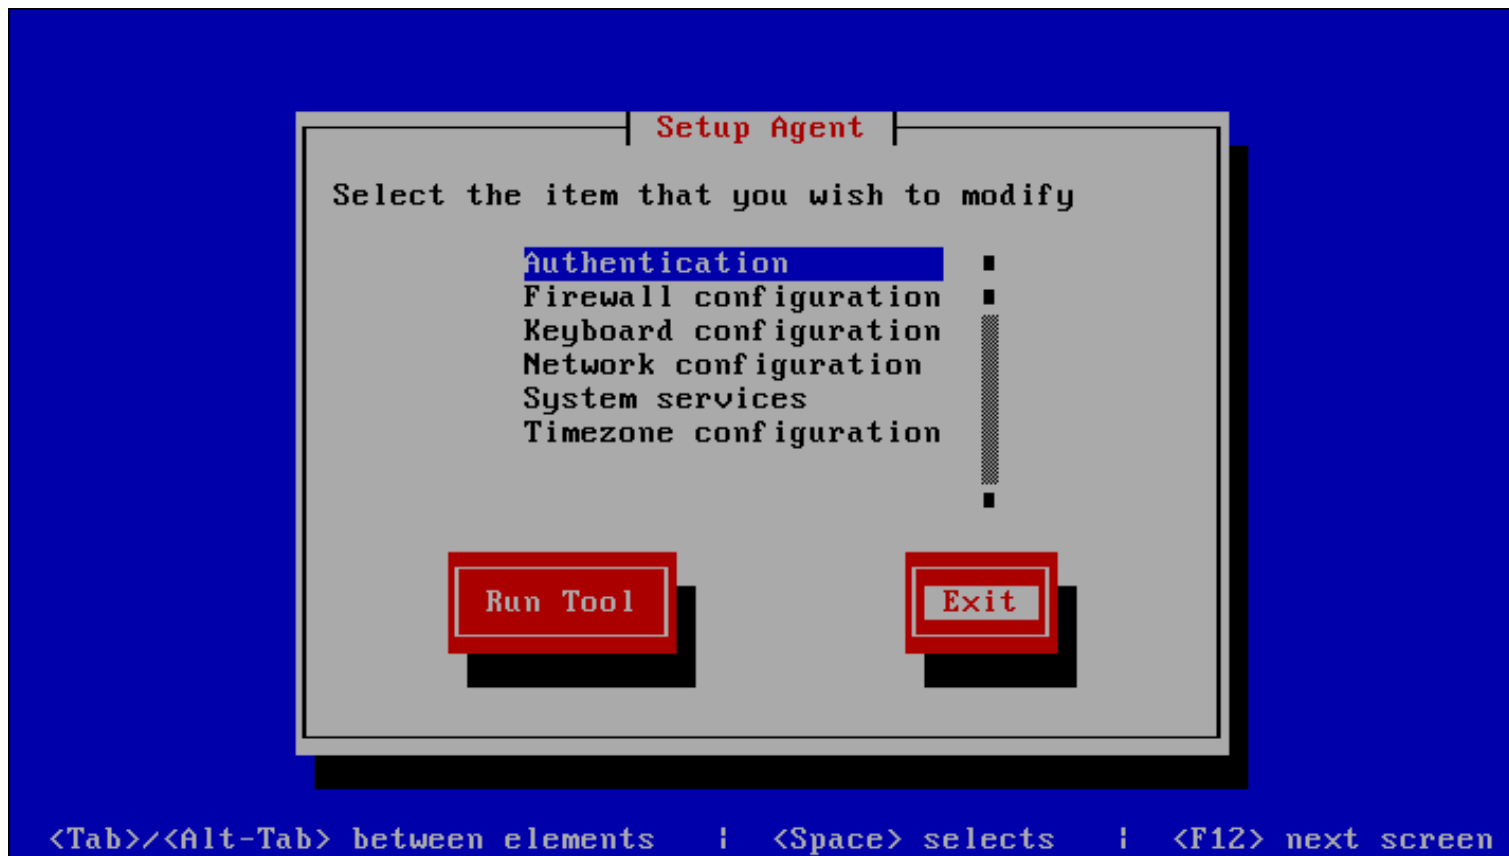 Setup Agent
Select the item that you wish to modify
Authentication
Firewall configuration
Keyboard configuration
Network configuration
System services
Timezone configuration
Run Tool
Exit
<Tab>/<Alt-Tab> between elements | <Space> selects | <F12> next screen